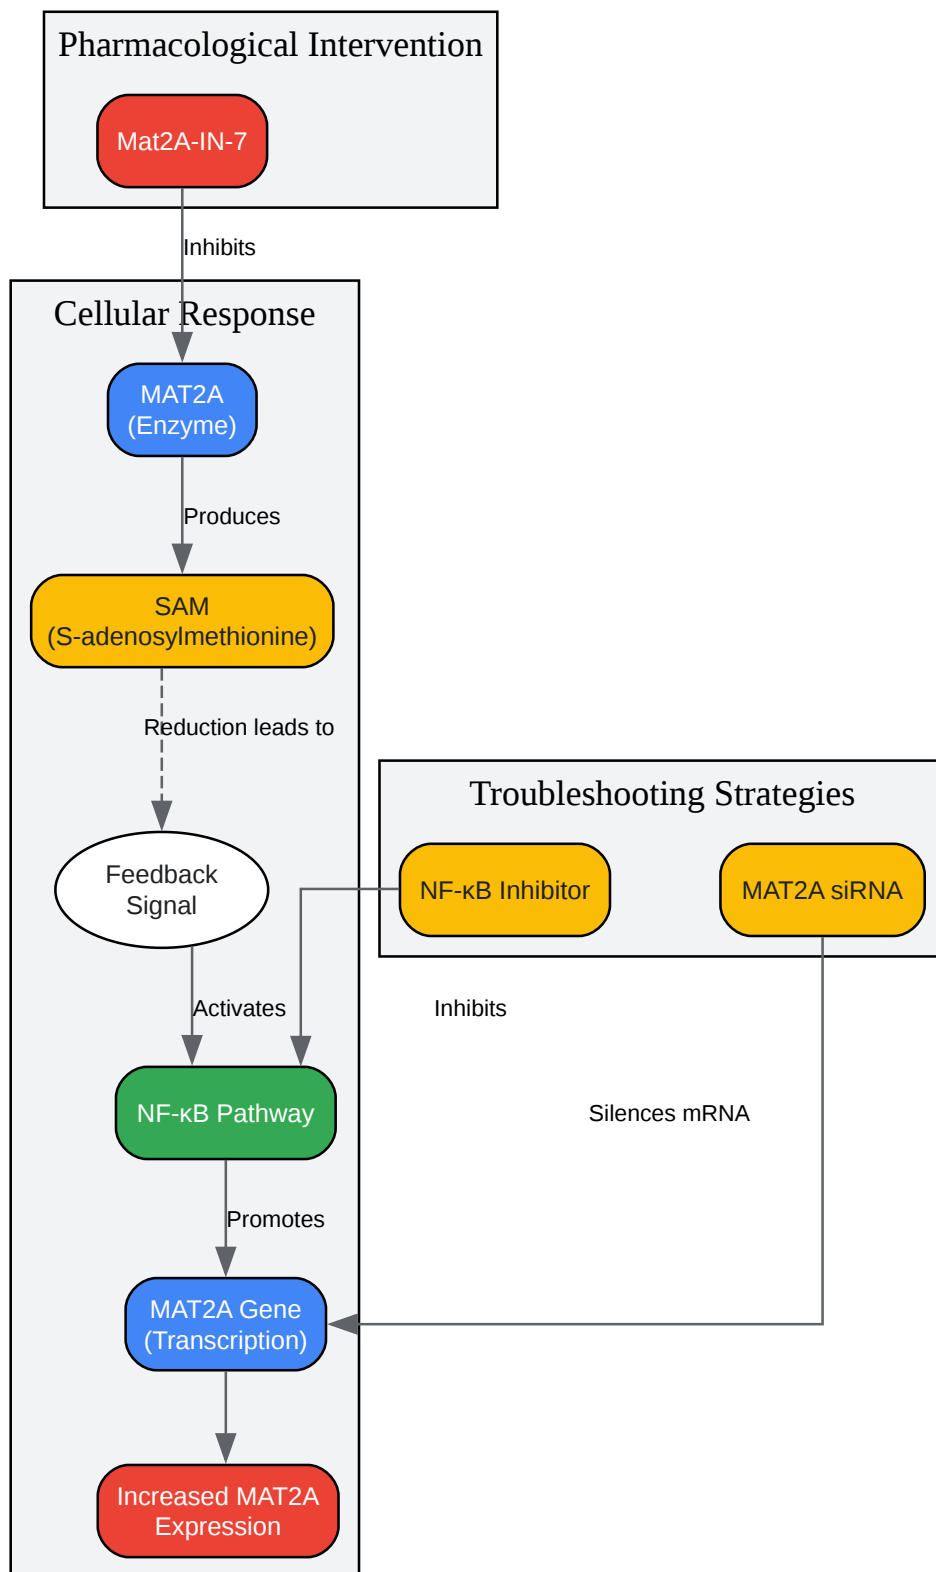 Pharmacological Intervention
Mat2A-IN-7
Inhibits
Cellular Response
MAT2A
(Enzyme)
Produces
SAM
(S-adenosylmethionine)
Reduction leads to
Troubleshooting Strategies
Feedback
Signal
NF-κB Inhibitor
MAT2A siRNA
Activates
Inhibits
NF-κB Pathway
Silences mRNA
Promotes
MAT2A Gene
(Transcription)
Increased MAT2A
Expression